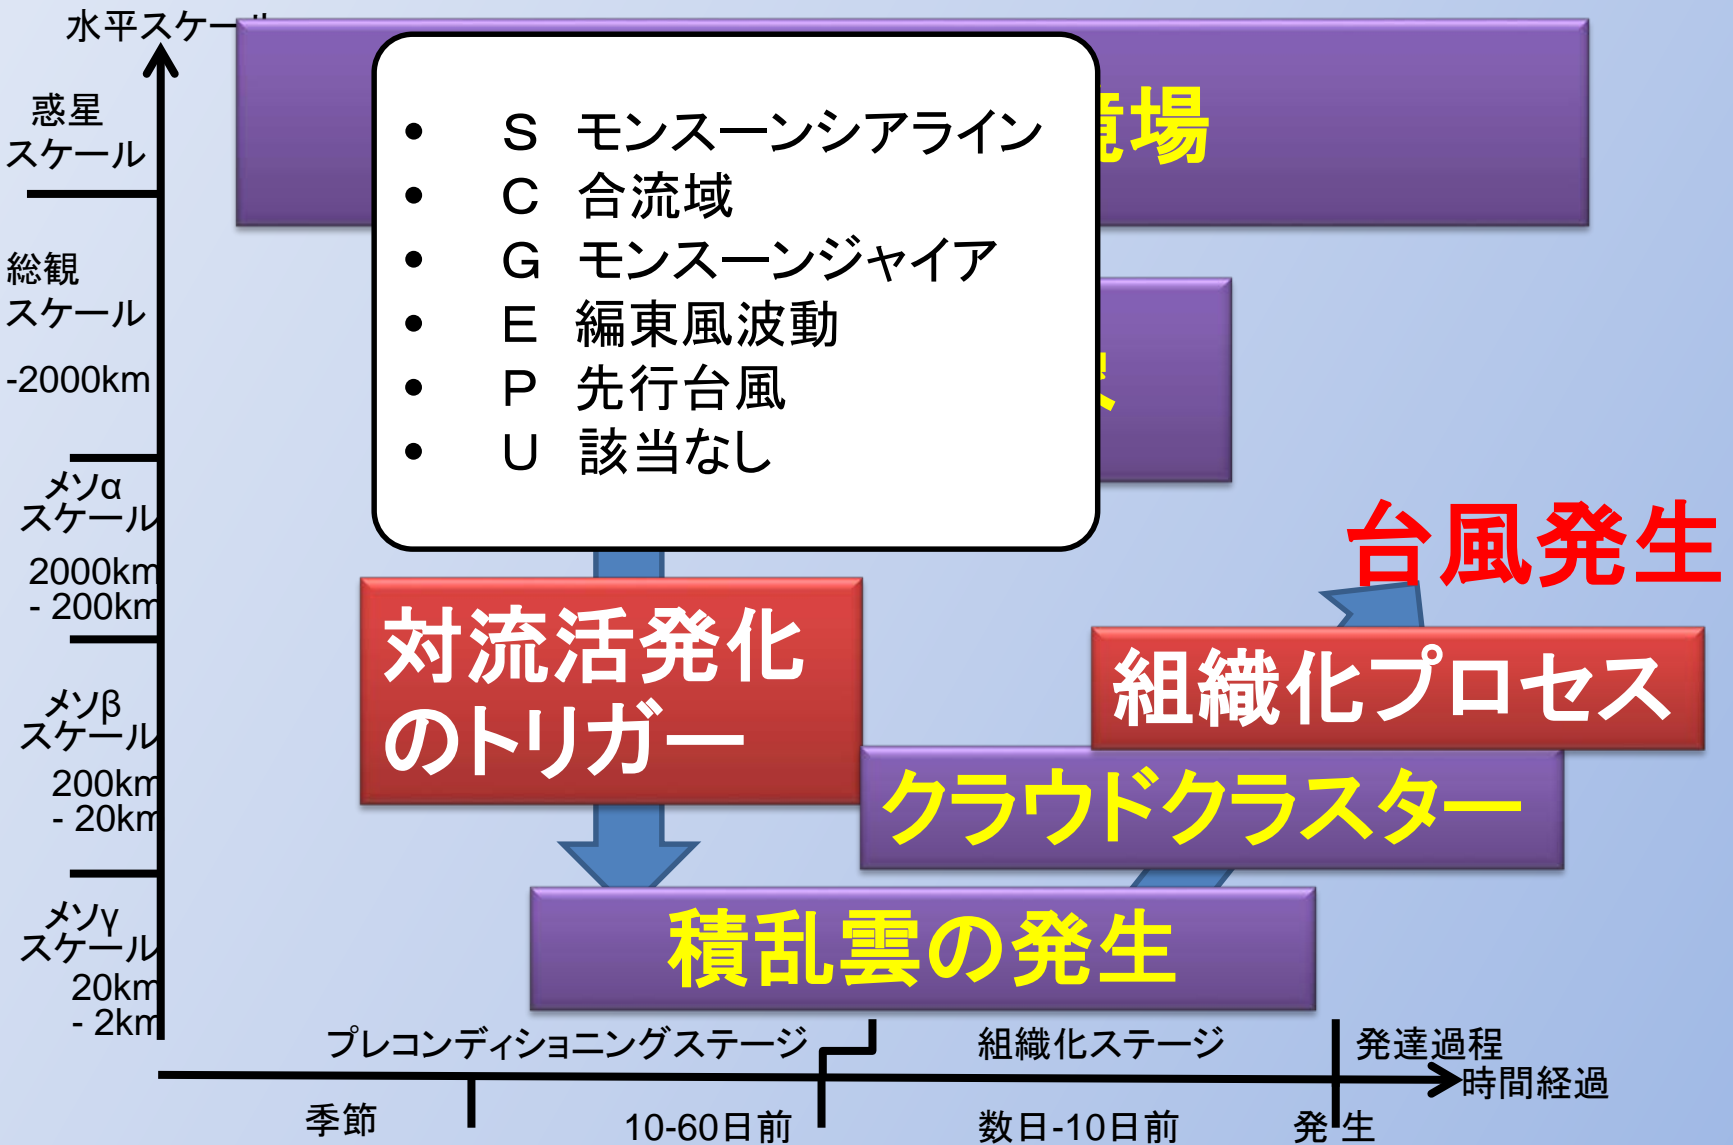 水平スケール
惑星
スケール
境場
• S モンスーンシアライン
• C 合流域
• G モンスーンジャイア
• E 編東風波動
• P 先行台風
• U 該当なし
総観
スケール
-2000km
メソα
スケール
2000km
- 200km
台風発生
対流活発化
のトリガー
組織化プロセス
メソβ
スケール
200km
- 20km
クラウドクラスター
メソγ
スケール
20km
- 2km
積乱雲の発生
プレコンディショニングステージ
組織化ステージ
発達過程
時間経過
季節
10-60日前
数日-10日前
発生